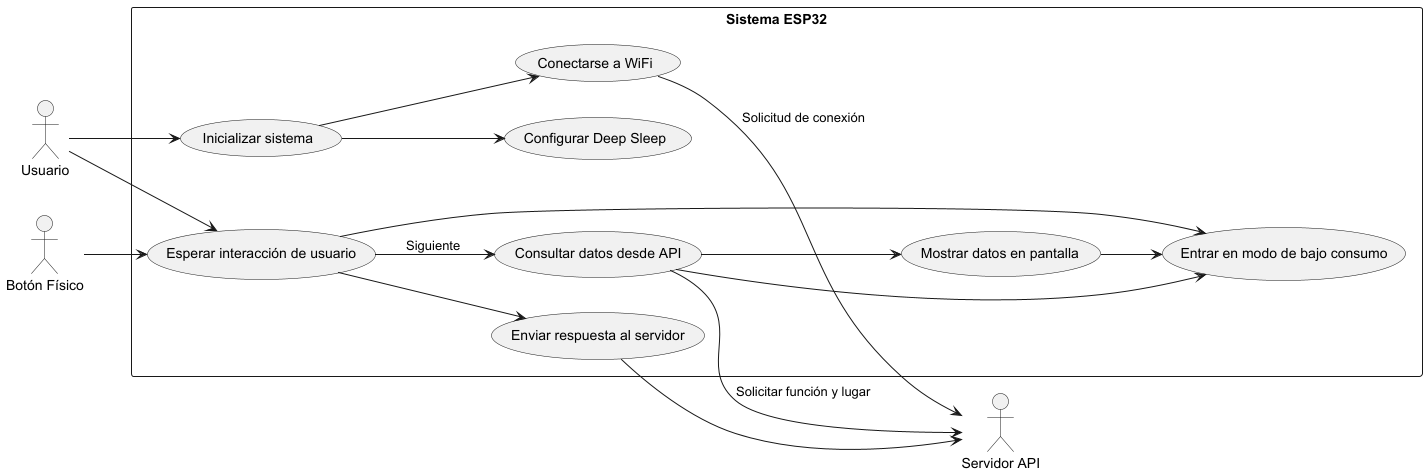 Sistema ESP32
Conectarse a WiFi
Solicitud de conexión
Inicializar sistema
Configurar Deep Sleep
Usuario
Esperar interacción de usuario
Siguiente
Consultar datos desde API
Mostrar datos en pantalla
Entrar en modo de bajo consumo
Botón Físico
Enviar respuesta al servidor
Solicitar función y lugar
Servidor API